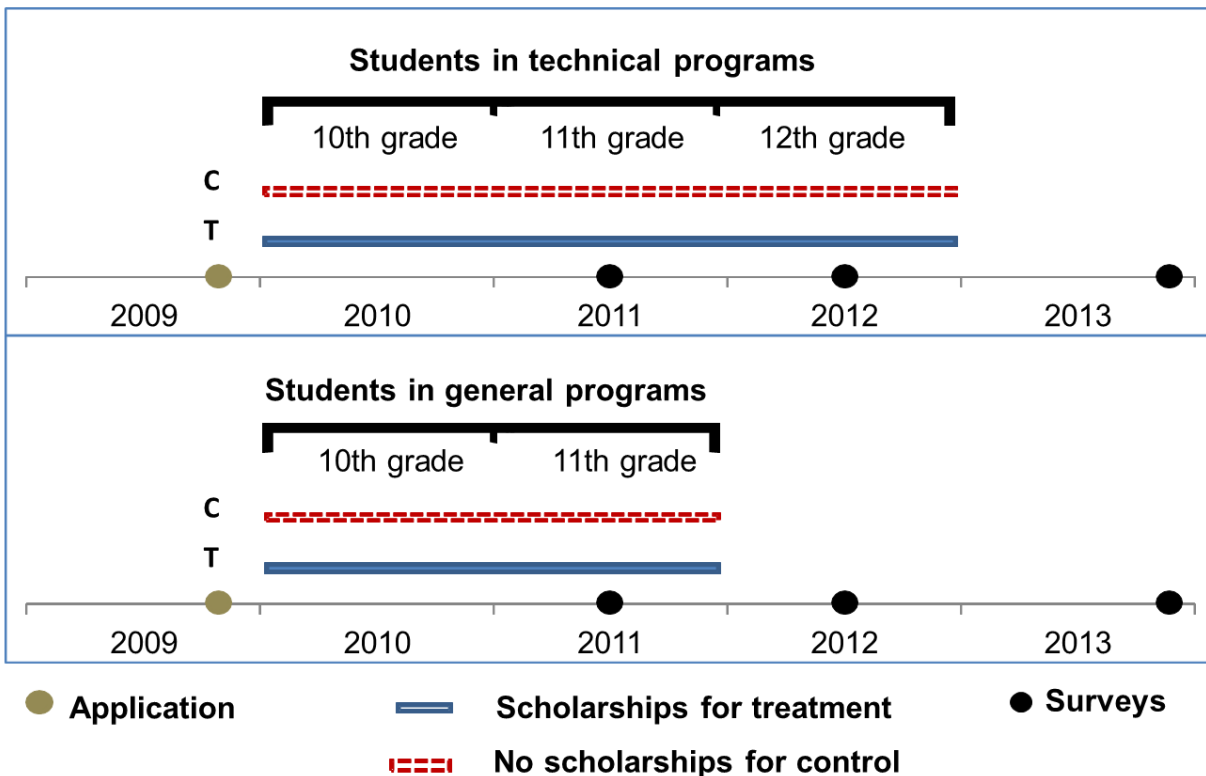 Students in technical programs
10th grade 11th grade 12th grade
C
T
2009 2010 2011 2012 2013
Students in general programs
10th grade 11th grade
C
T
2009 2010 2011 2012 2013
Application Scholarships for treatment Surveys
No scholarships for control